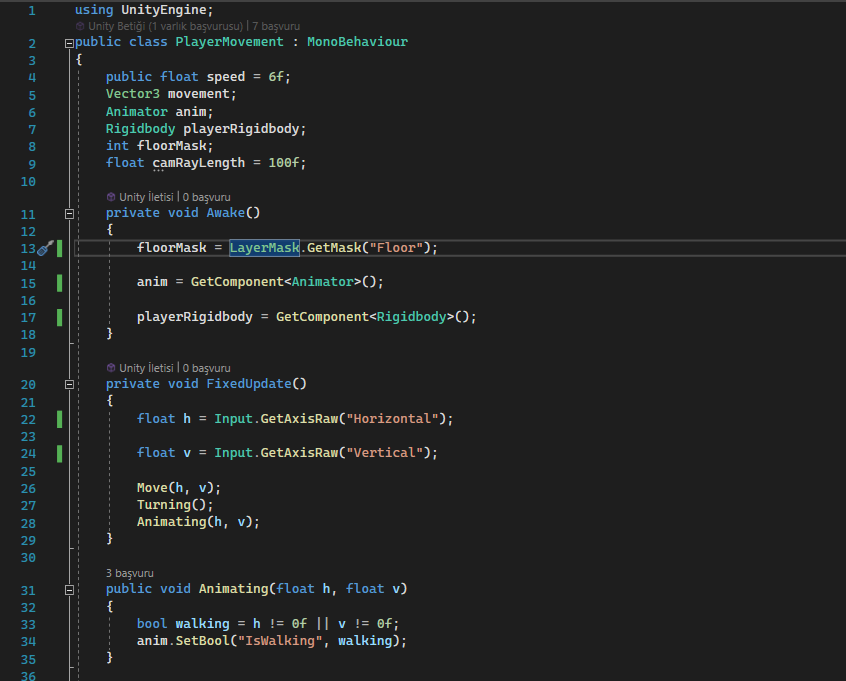 1 using UnityEngine;
Unity Betiği (1 varlık başvurusu) | 7 başvuru
2 public class PlayerMovement : MonoBehaviour
3 {
4 public float speed = 6f;
5 Vector3 movement;
6 Animator anim;
7 Rigidbody playerRigidbody;
8 int floorMask;
9 float camRayLength = 100f;
10
Unity İletisi | 0 başvuru
11 private void Awake()
12 {
13 floorMask = LayerMask.GetMask("Floor");
14
15 anim = GetComponent<Animator>();
16
17 playerRigidbody = GetComponent<Rigidbody>();
18 }
19
Unity İletisi | 0 başvuru
20 private void FixedUpdate()
21 {
22 float h = Input.GetAxisRaw("Horizontal");
23
24 float v = Input.GetAxisRaw("Vertical");
25
26 Move(h, v);
27 Turning();
28 Animating(h, v);
29 }
30
3 başvuru
31 public void Animating(float h, float v)
32 {
33 bool walking = h != 0f || v != 0f;
34 anim.SetBool("IsWalking", walking);
35 }
36